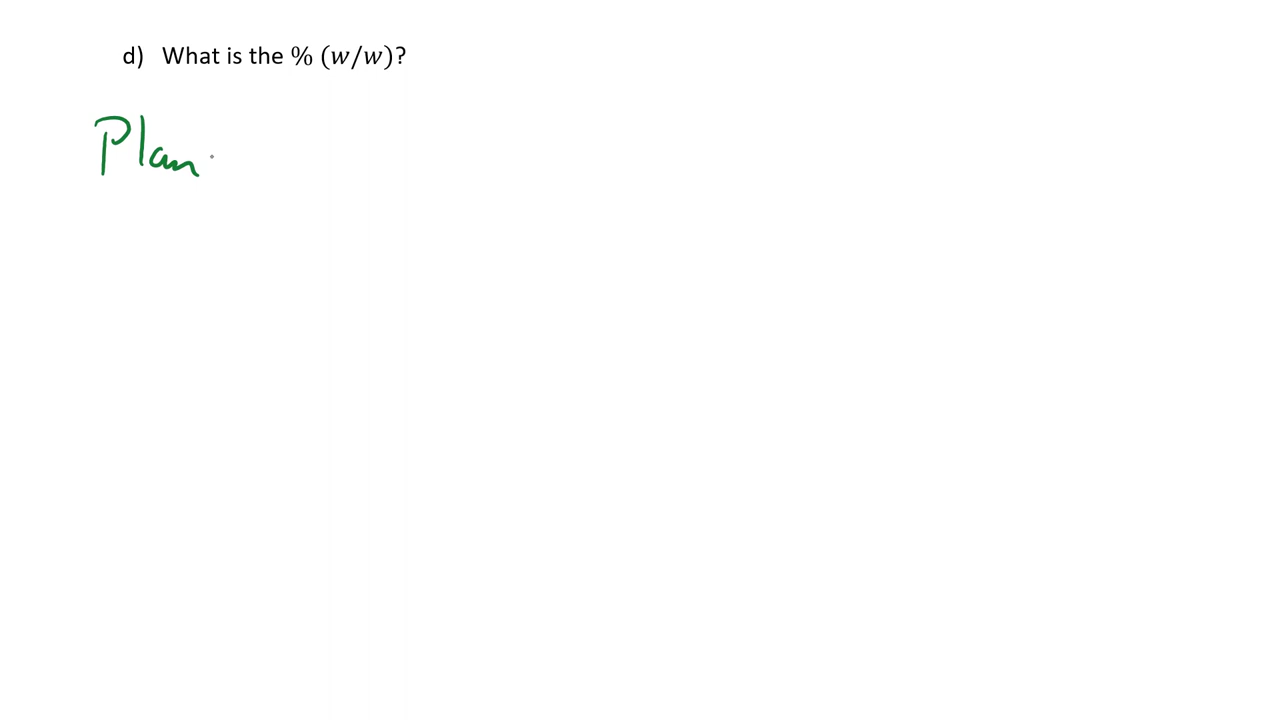 d) What is the % (w/w)?
Plan